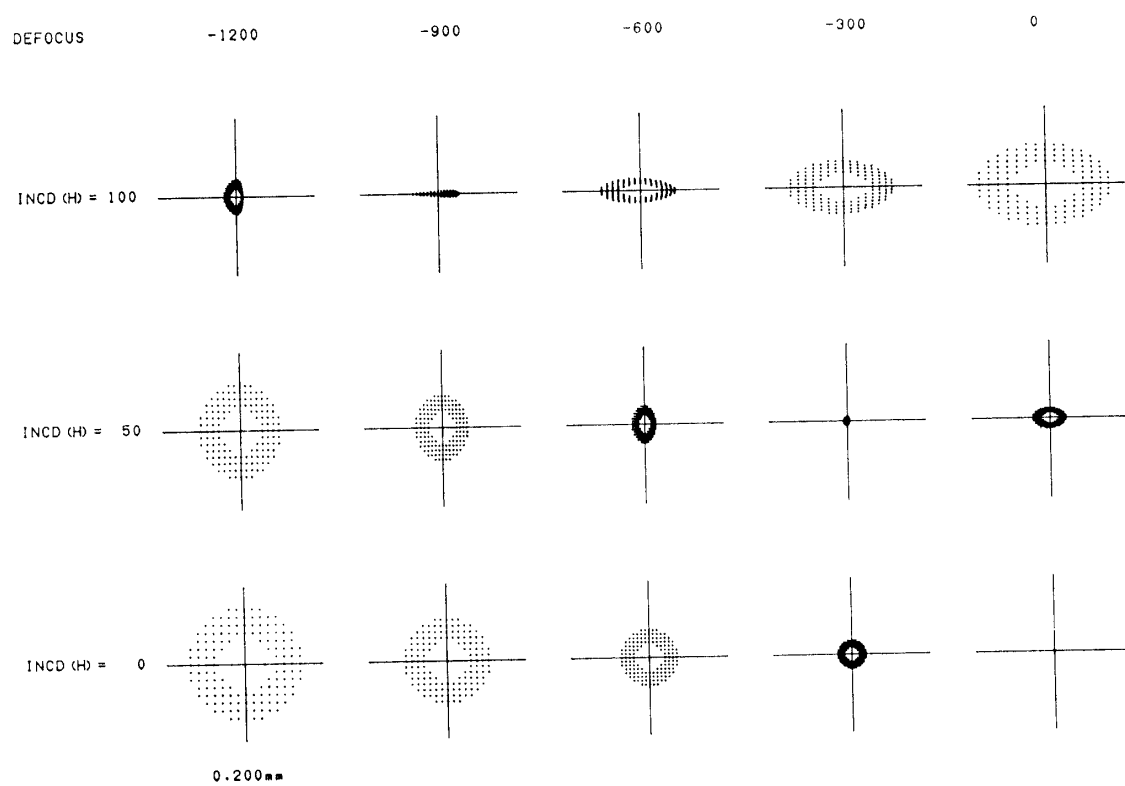 DEFOCUS -1200 -900 -600 -300 0
INCD (H) = 100
INCD (H) = 50
INCD (H) = 0
0.200mm